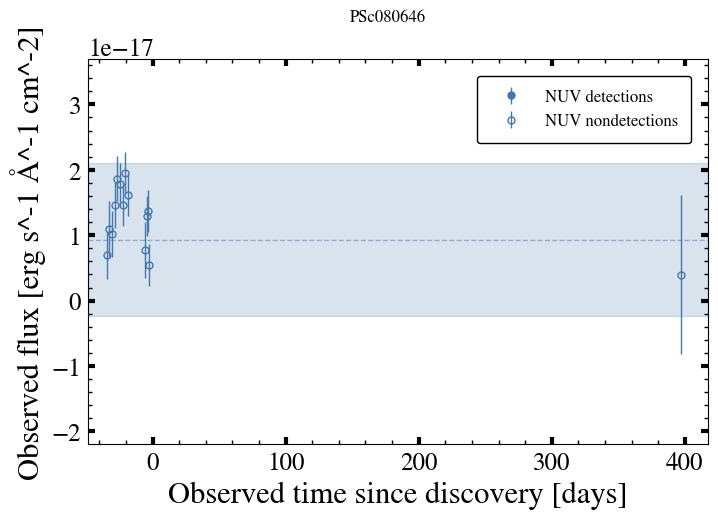 PSc080646
1e−17
NUV detections
NUV nondetections
3
2
1
0
−1
−2
0 100 200 300 400
Observed time since discovery [days]
Observed flux [erg s^-1 Å^-1 cm^-2]